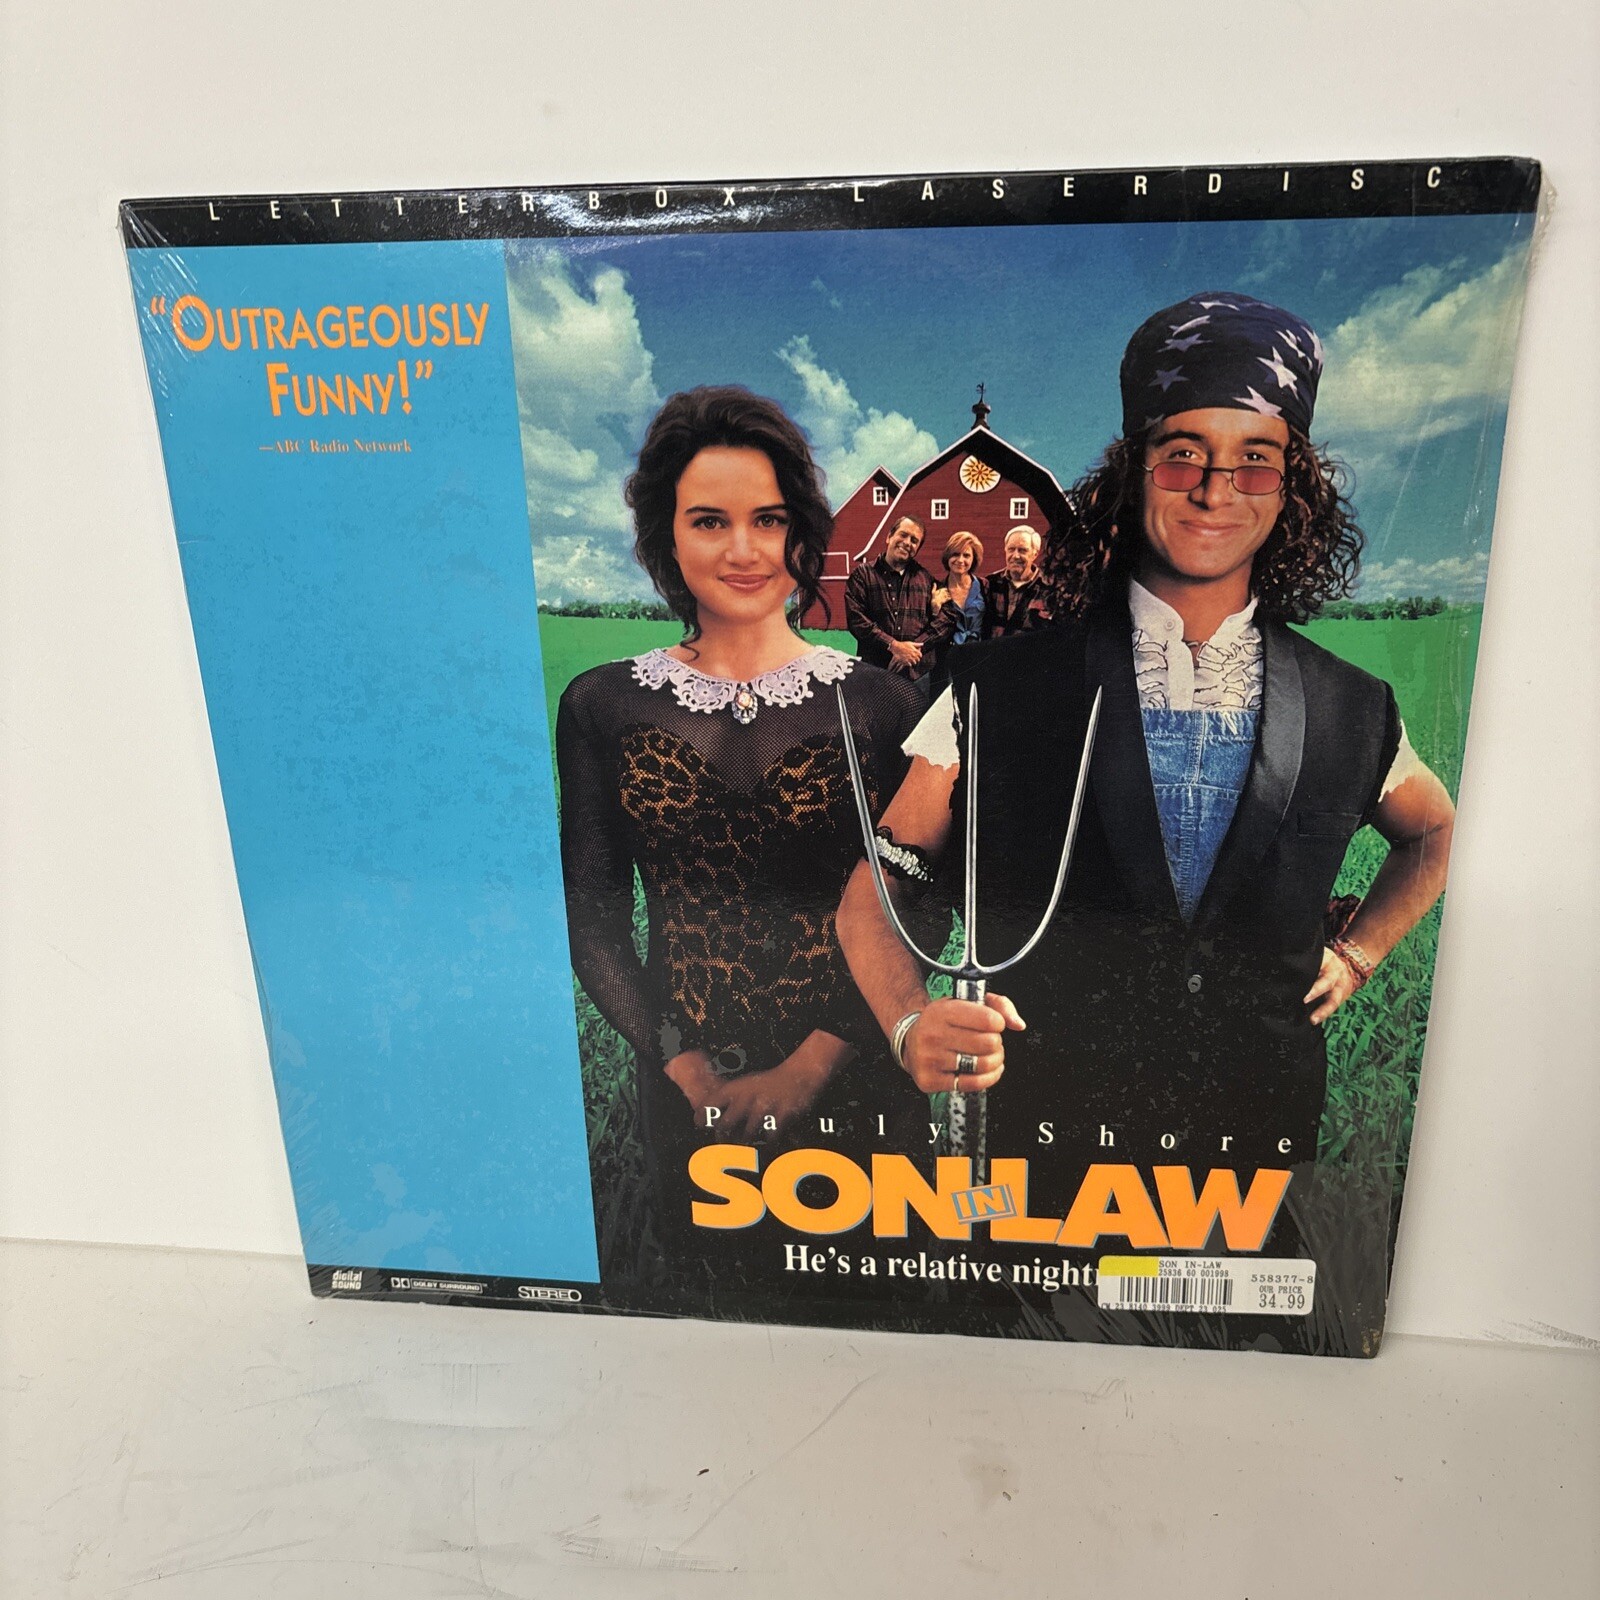 LETTERBOX LASERDISC
“OUTRAGEOUSLY
FUNNY!”
—ABC Radio Network
Pauly Shore
SON IN LAW
He's a relative
digital
SOUND
DOLBY SURROUND
STEREO
SON IN-LAW
25836 60 001998
558377-8
OUR PRICE
34.99